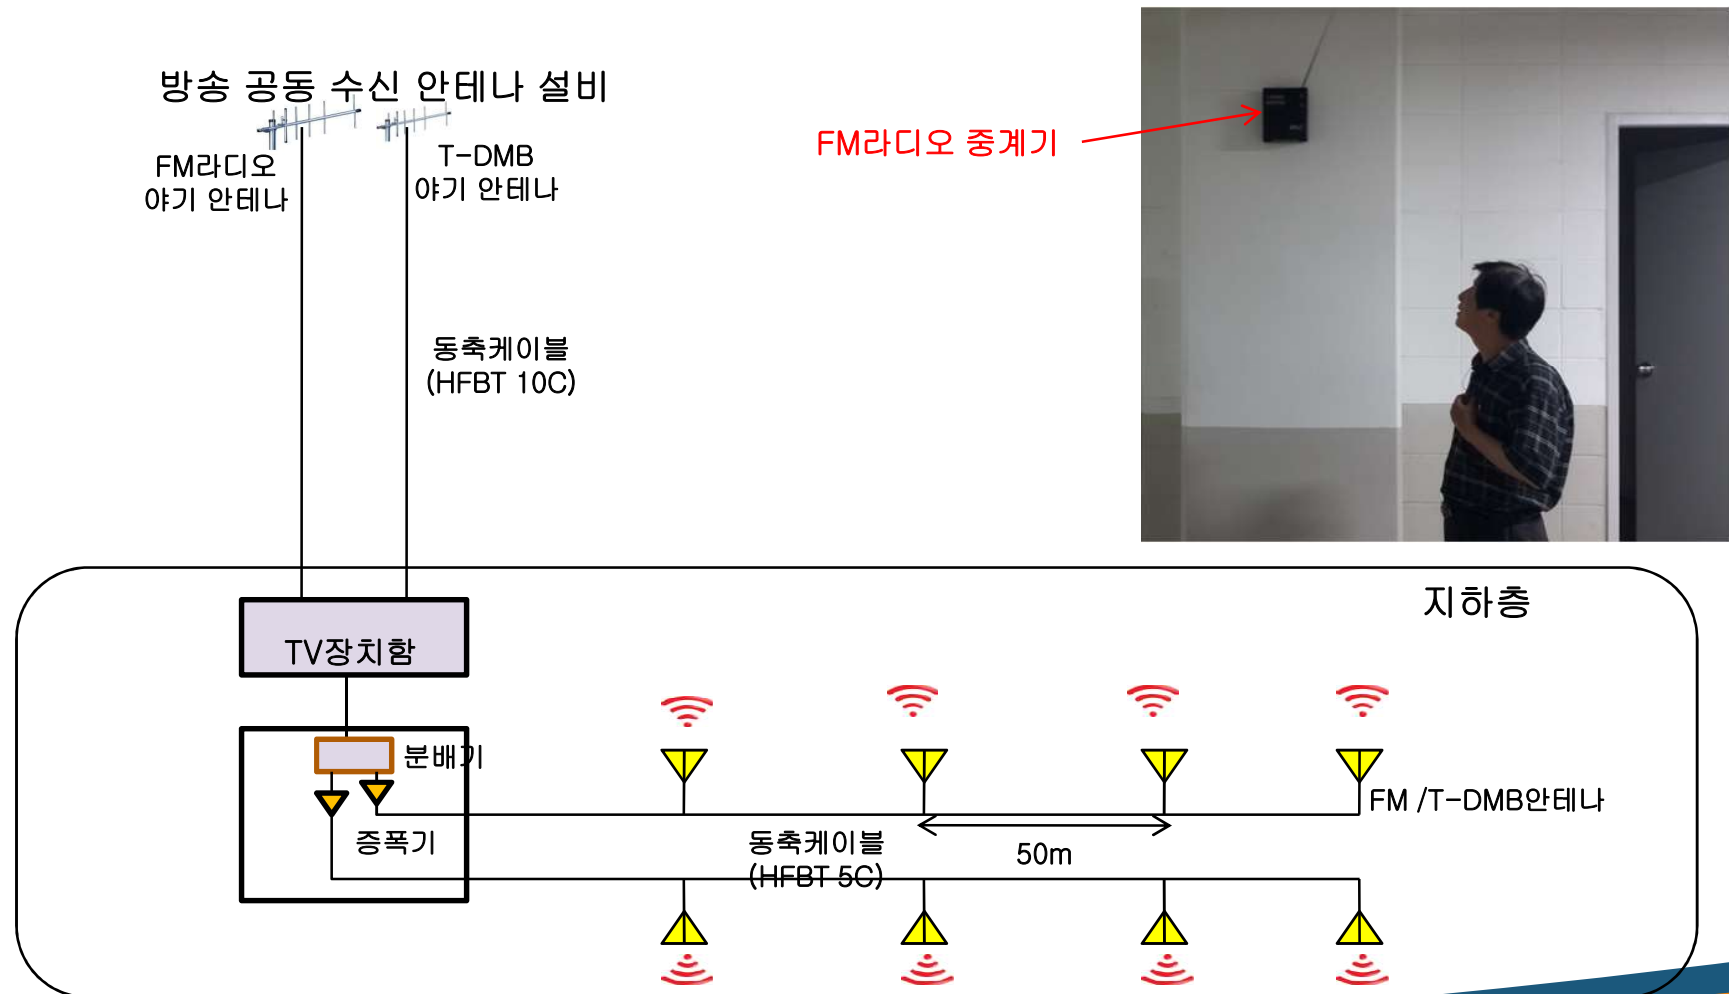 방송 공동 수신 안테나 설비
FM라디오
야기 안테나
T-DMB
야기 안테나
FM라디오 중계기
동축케이블
(HFBT 10C)
지하층
TV장치함
분배기
증폭기
FM /T-DMB안테나
동축케이블
(HFBT 5C)
50m